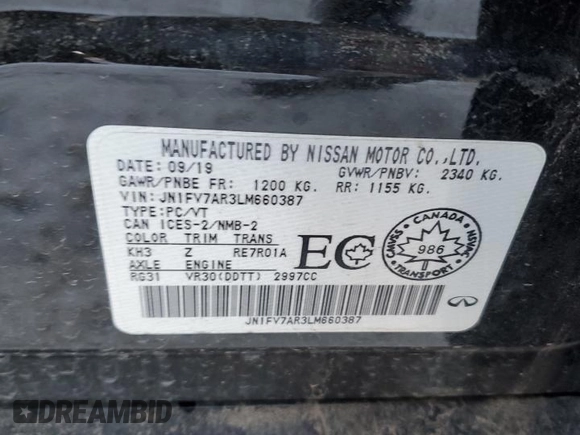 MANUFACTURED BY NISSAN MOTOR CO.,LTD.
DATE: 09/19 GVWR/PNBV: 2340 KG.
GAWR/PNBE FR: 1200 KG. RR: 1155 KG.
VIN: JN1FV7AR3LM660387
TYPE:PC/VT
CAN ICES-2/NMB-2
COLOR TRIM TRANS
KH3 Z RE7R01A
AXLE ENGINE
RG31 VR30(DDTT) 2997CC
EC
CANADA
CMVSS NSVAC
986
TRANSPORT
JN1FV7AR3LM660387
DREAMBID